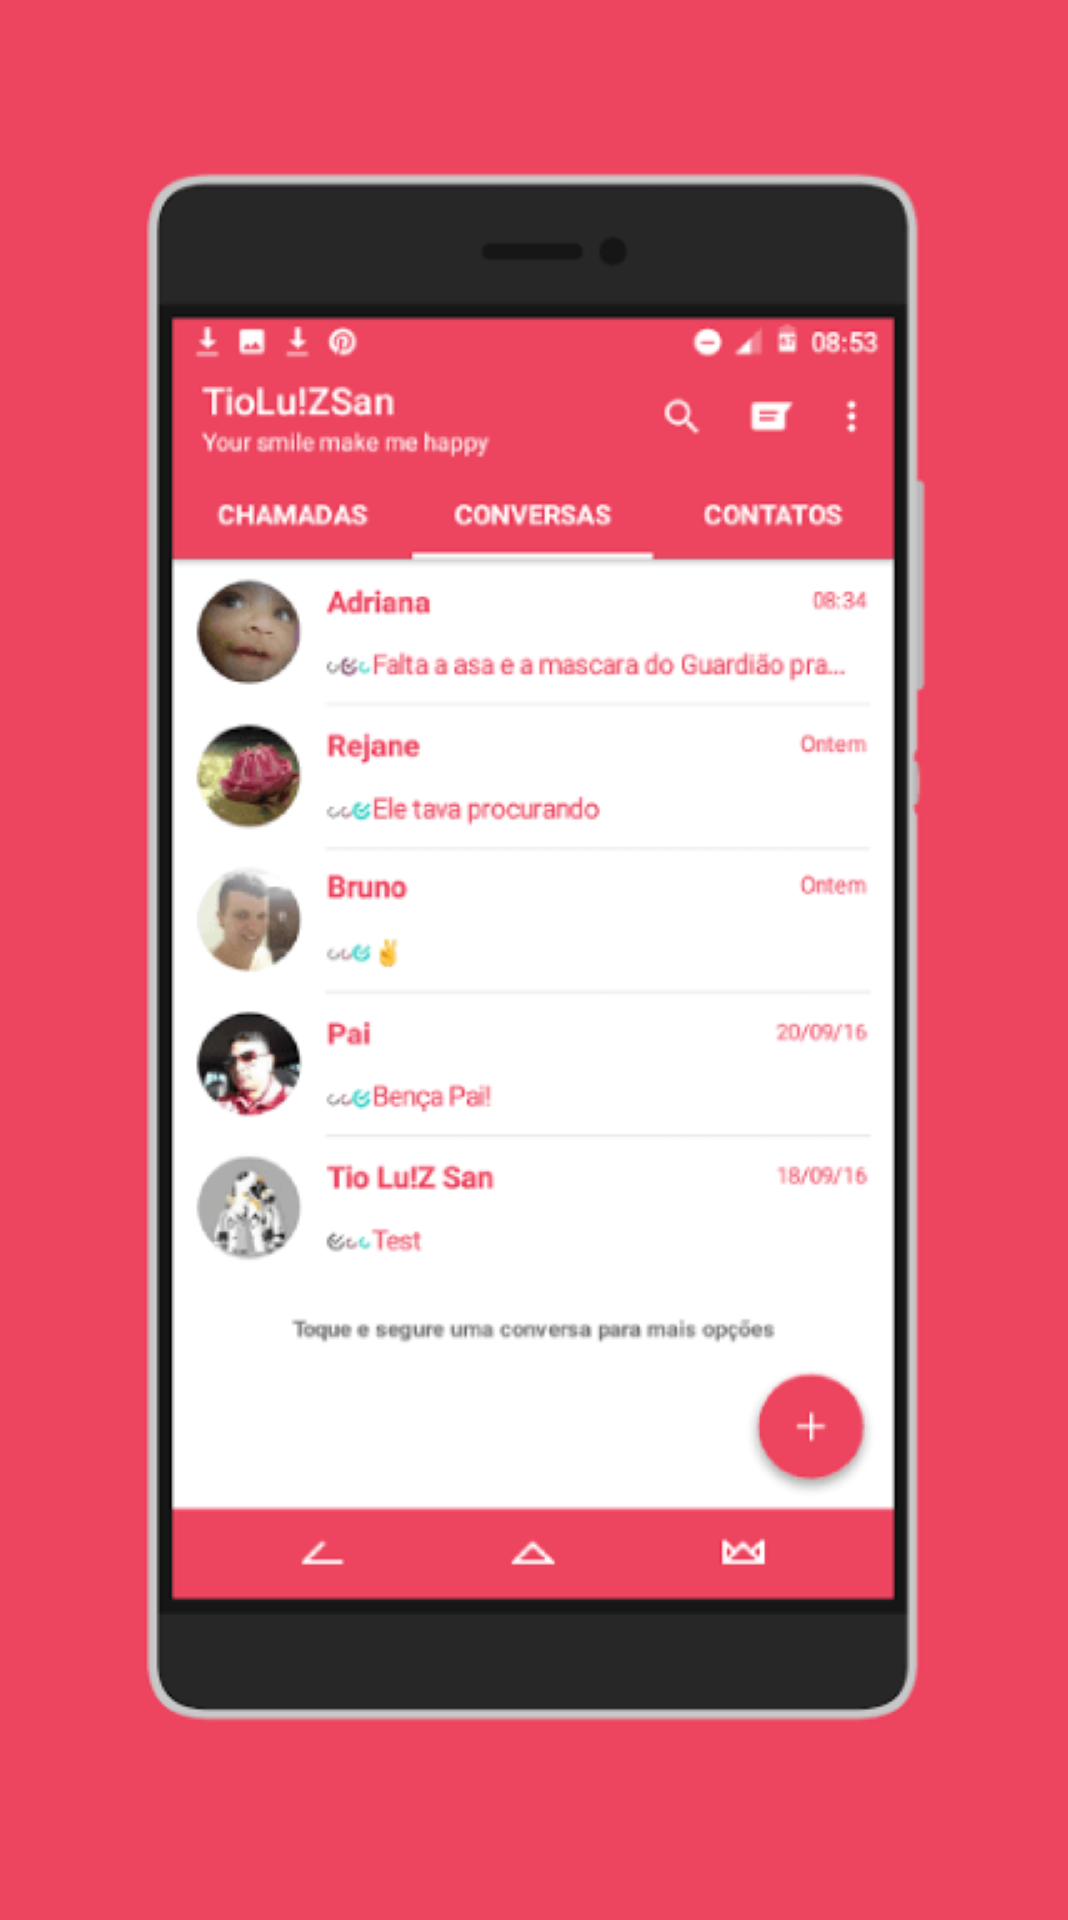 08:53
TioLu!ZSan
Your smile make me happy
CHAMADAS CONVERSAS CONTATOS
Adriana 08:34
Falta a asa e a mascara do Guardião pra...
Rejane Ontem
Ele tava procurando
Bruno Ontem
✌
Pai 20/09/16
Bença Pai!
Tio Lu!Z San 18/09/16
Test
Toque e segure uma conversa para mais opções